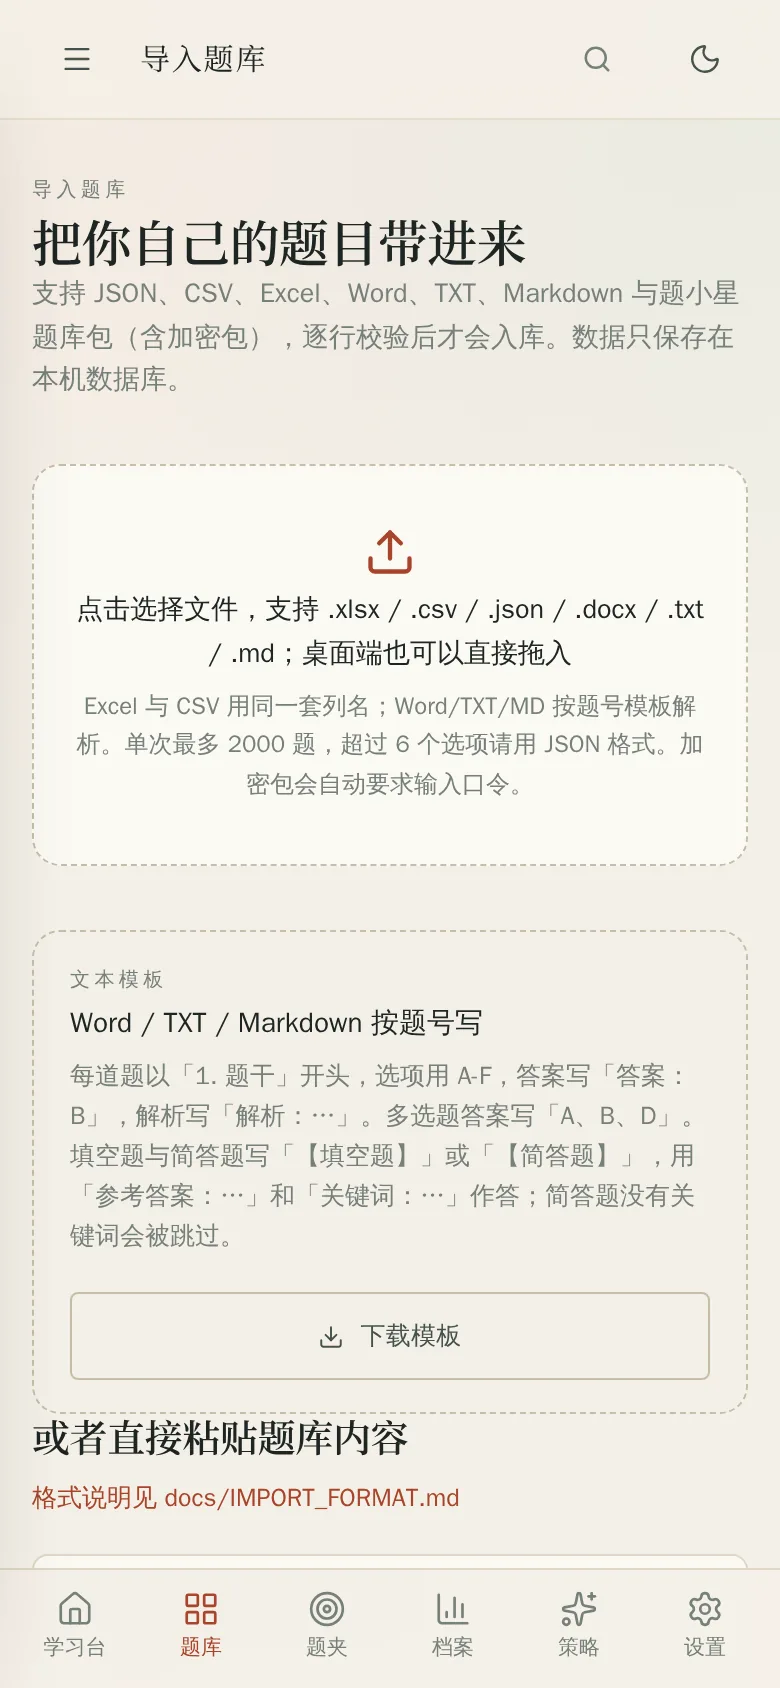 导入题库
导入题库
把你自己的题目带进来
支持 JSON、CSV、Excel、Word、TXT、Markdown 与题小星
题库包（含加密包），逐行校验后才会入库。数据只保存在
本机数据库。
点击选择文件，支持 .xlsx / .csv / .json / .docx / .txt
/ .md；桌面端也可以直接拖入
Excel 与 CSV 用同一套列名；Word/TXT/MD 按题号模板解
析。单次最多 2000 题，超过 6 个选项请用 JSON 格式。加
密包会自动要求输入口令。
文本模板
Word / TXT / Markdown 按题号写
每道题以「1. 题干」开头，选项用 A-F，答案写「答案：
B」，解析写「解析：…」。多选题答案写「A、B、D」。
填空题与简答题写「【填空题】」或「【简答题】」，用
「参考答案：…」和「关键词：…」作答；简答题没有关
键词会被跳过。
下载模板
或者直接粘贴题库内容
格式说明见 docs/IMPORT_FORMAT.md
学习台
题库
题夹
档案
策略
设置